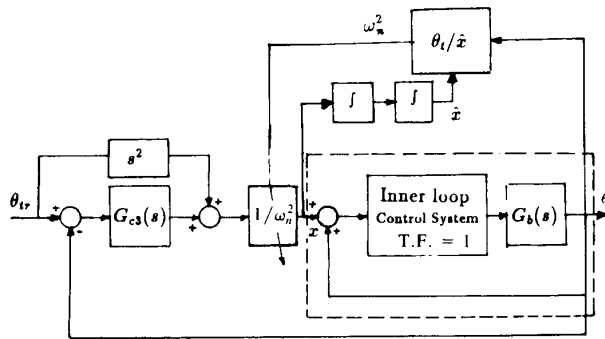 ω_n^2
θ_t/x̂
∫
∫
x̂
s^2
θ_tr
+
-
G_c3(s)
+
+
1/ω_n^2
+
x
+
Inner loop
Control System
T.F. = 1
G_b(s)